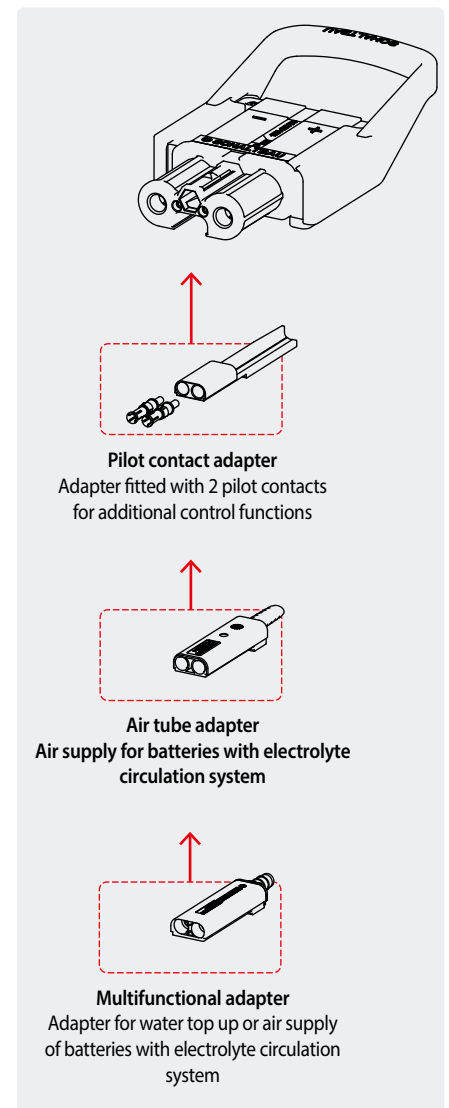 SCHALTBAU
− +
SCHALTBAU
Pilot contact adapter
Adapter fitted with 2 pilot contacts
for additional control functions
Air tube adapter
Air supply for batteries with electrolyte
circulation system
Multifunctional adapter
Adapter for water top up or air supply
of batteries with electrolyte circulation
system